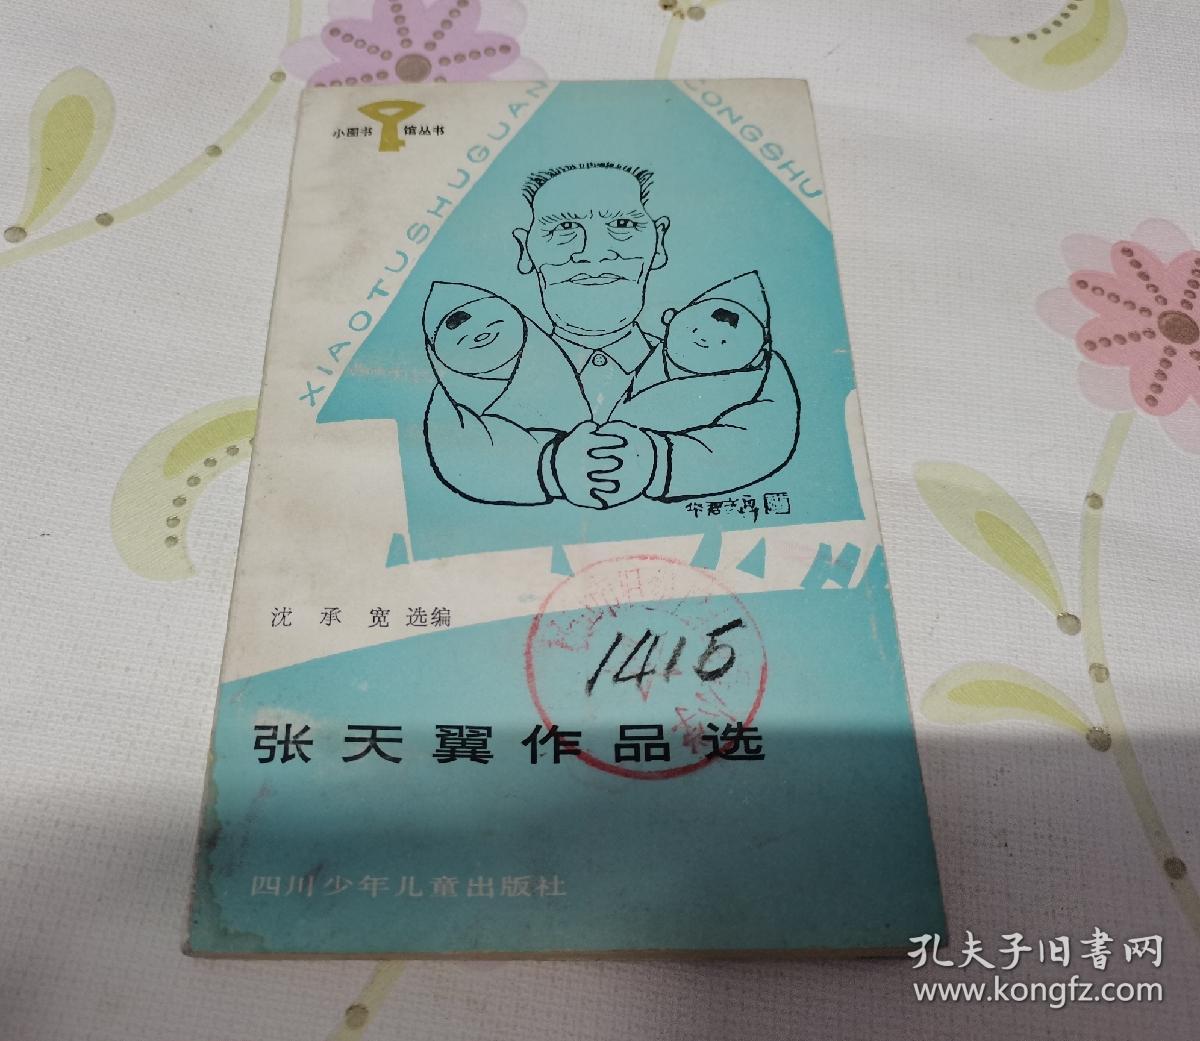 小图书馆丛书
XIAOTUSHUGUAN CONGSHU
华君武画
沈承宽 选编
1415
张天翼作品选
四川少年儿童出版社
孔夫子旧書网
www.kongfz.com